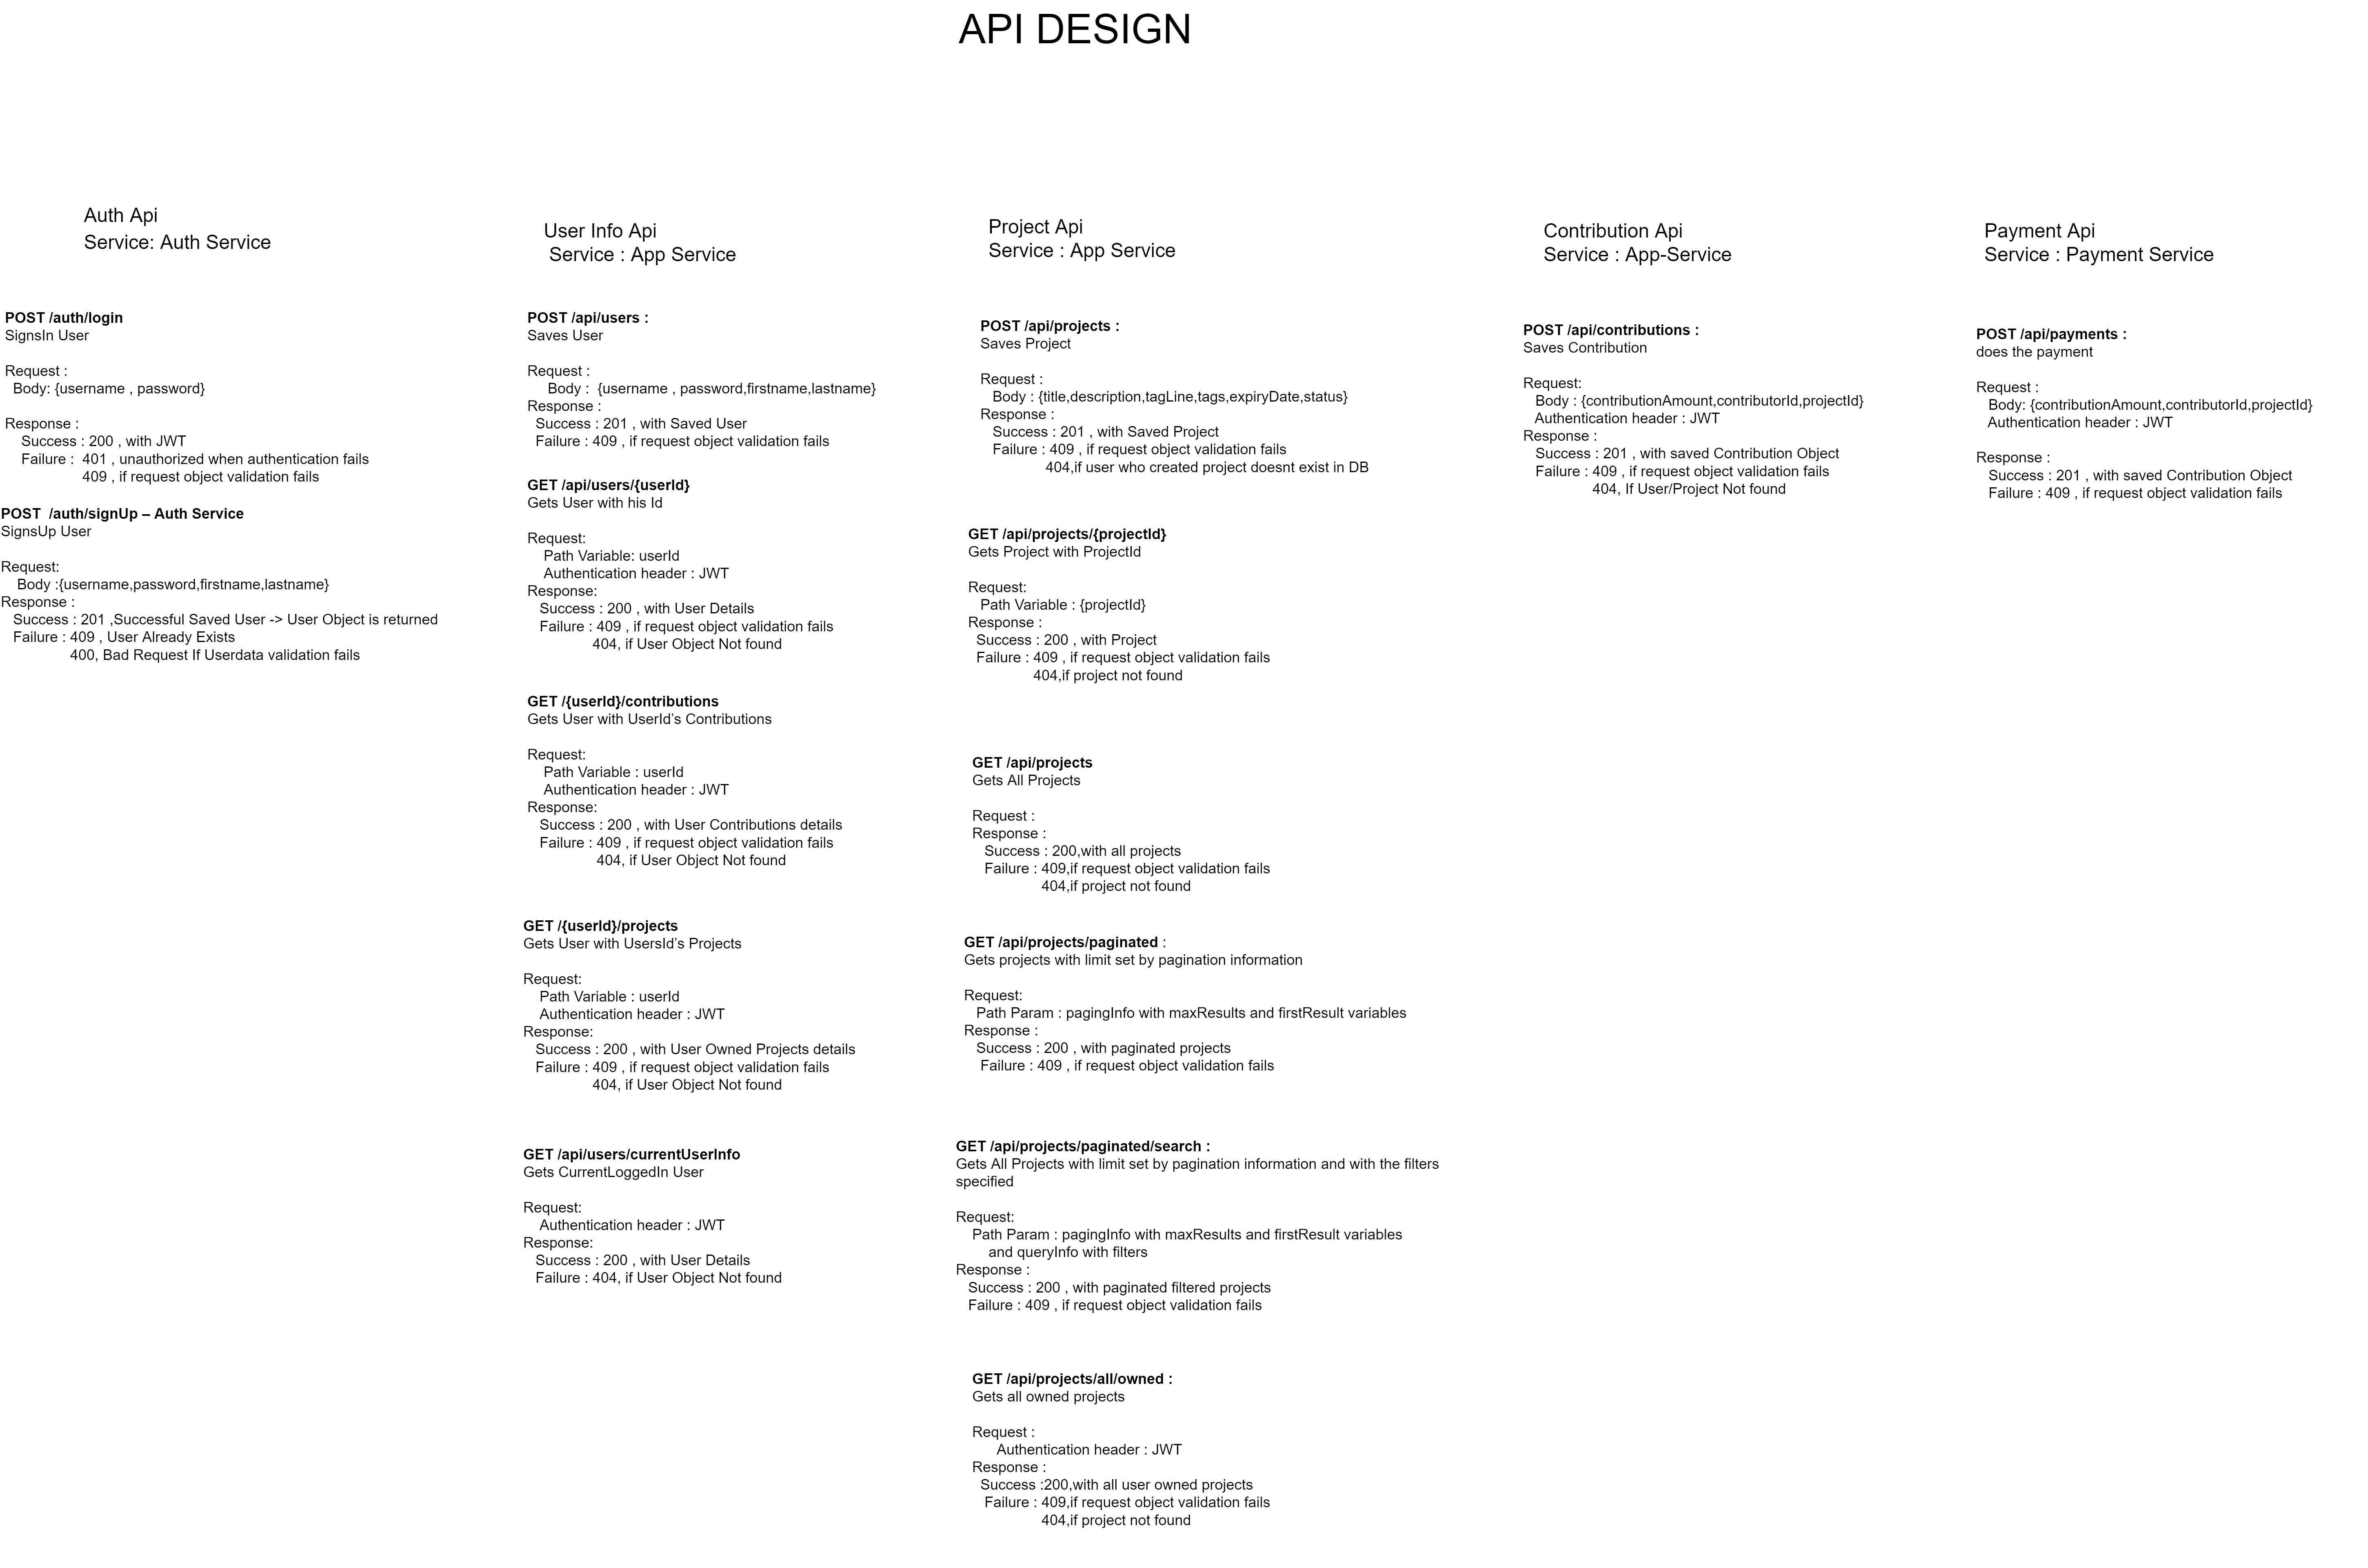 API DESIGN
Auth Api
Service: Auth Service
POST /auth/login
SignsIn User
Request :
Body: {username , password}
Response :
Success : 200 , with JWT
Failure :  401 , unauthorized when authentication fails
409 , if request object validation fails
POST  /auth/signUp – Auth Service
SignsUp User
Request:
Body :{username,password,firstname,lastname}
Response :
Success : 201 ,Successful Saved User -> User Object is returned
Failure : 409 , User Already Exists
400, Bad Request If Userdata validation fails
User Info Api
Service : App Service
POST /api/users :
Saves User
Request :
Body :  {username , password,firstname,lastname}
Response :
Success : 201 , with Saved User
Failure : 409 , if request object validation fails
GET /api/users/{userId}
Gets User with his Id
Request:
Path Variable: userId
Authentication header : JWT
Response:
Success : 200 , with User Details
Failure : 409 , if request object validation fails
404, if User Object Not found
GET /{userId}/contributions
Gets User with UserId’s Contributions
Request:
Path Variable : userId
Authentication header : JWT
Response:
Success : 200 , with User Contributions details
Failure : 409 , if request object validation fails
404, if User Object Not found
GET /{userId}/projects
Gets User with UsersId’s Projects
Request:
Path Variable : userId
Authentication header : JWT
Response:
Success : 200 , with User Owned Projects details
Failure : 409 , if request object validation fails
404, if User Object Not found
GET /api/users/currentUserInfo
Gets CurrentLoggedIn User
Request:
Authentication header : JWT
Response:
Success : 200 , with User Details
Failure : 404, if User Object Not found
Project Api
Service : App Service
POST /api/projects :
Saves Project
Request :
Body : {title,description,tagLine,tags,expiryDate,status}
Response :
Success : 201 , with Saved Project
Failure : 409 , if request object validation fails
404,if user who created project doesnt exist in DB
GET /api/projects/{projectId}
Gets Project with ProjectId
Request:
Path Variable : {projectId}
Response :
Success : 200 , with Project
Failure : 409 , if request object validation fails
404,if project not found
GET /api/projects
Gets All Projects
Request :
Response :
Success : 200,with all projects
Failure : 409,if request object validation fails
404,if project not found
GET /api/projects/paginated :
Gets projects with limit set by pagination information
Request:
Path Param : pagingInfo with maxResults and firstResult variables
Response :
Success : 200 , with paginated projects
Failure : 409 , if request object validation fails
GET /api/projects/paginated/search :
Gets All Projects with limit set by pagination information and with the filters
specified
Request:
Path Param : pagingInfo with maxResults and firstResult variables
and queryInfo with filters
Response :
Success : 200 , with paginated filtered projects
Failure : 409 , if request object validation fails
GET /api/projects/all/owned :
Gets all owned projects
Request :
Authentication header : JWT
Response :
Success :200,with all user owned projects
Failure : 409,if request object validation fails
404,if project not found
Contribution Api
Service : App-Service
POST /api/contributions :
Saves Contribution
Request:
Body : {contributionAmount,contributorId,projectId}
Authentication header : JWT
Response :
Success : 201 , with saved Contribution Object
Failure : 409 , if request object validation fails
404, If User/Project Not found
Payment Api
Service : Payment Service
POST /api/payments :
does the payment
Request :
Body: {contributionAmount,contributorId,projectId}
Authentication header : JWT
Response :
Success : 201 , with saved Contribution Object
Failure : 409 , if request object validation fails